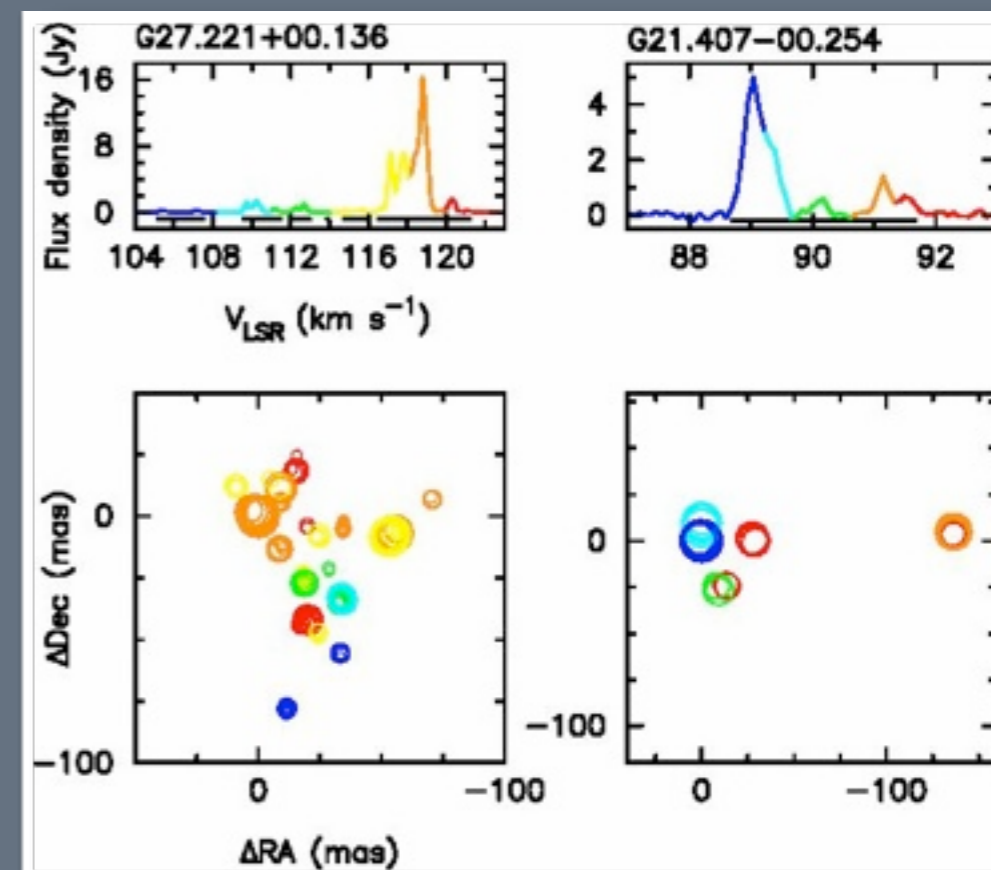 G27.221+00.136
G21.407−00.254
Flux density (Jy)
16
8
0
104 108 112 116 120
4
2
0
88 90 92
V_LSR (km s⁻¹)
ΔDec (mas)
0
−100
0 −100
ΔRA (mas)
0
−100
0 −100